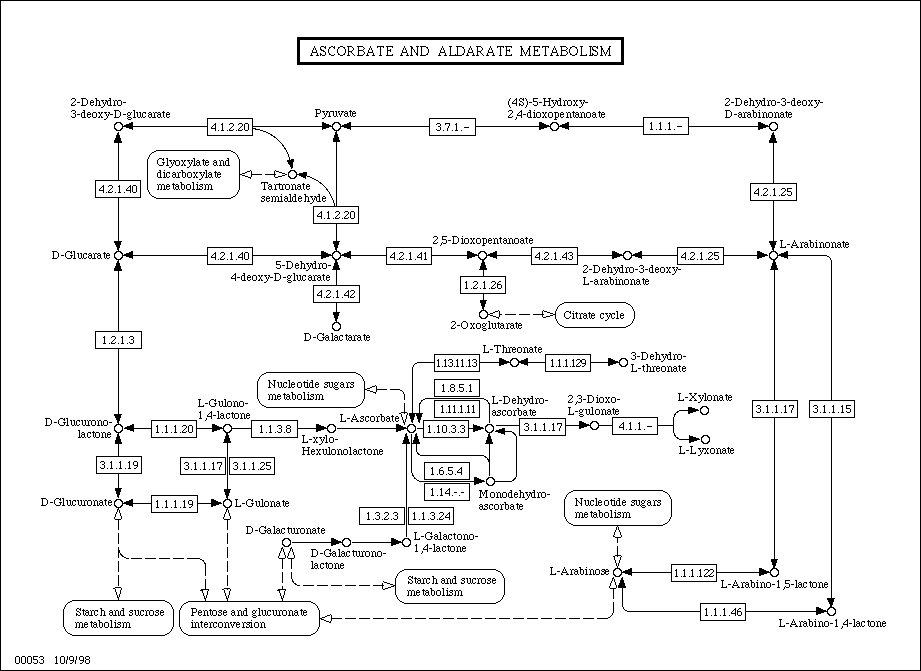 ASCORBATE AND ALDARATE METABOLISM
2-Dehydro-
3-deoxy-D-glucarate
Pyruvate
(4S)-5-Hydroxy-
2,4-dioxopentanoate
2-Dehydro-3-deoxy-
D-arabinonate
4.1.2.20
3.7.1.-
1.1.1.-
Glyoxylate and
dicarboxylate
metabolism
Tartronate
semialdehyde
4.2.1.40
4.2.1.25
4.1.2.20
D-Glucarate
4.2.1.40
5-Dehydro-
4-deoxy-D-glucarate
4.2.1.41
2,5-Dioxopentanoate
4.2.1.43
2-Dehydro-3-deoxy-
L-arabinonate
4.2.1.25
L-Arabinonate
4.2.1.42
1.2.1.26
D-Galactarate
2-Oxoglutarate
Citrate cycle
1.2.1.3
L-Threonate
1.13.11.13
1.1.1.129
3-Dehydro-
L-threonate
Nucleotide sugars
metabolism
1.8.5.1
1.11.1.11
L-Gulono-
1,4-lactone
L-Ascorbate
L-Dehydro-
ascorbate
2,3-Dioxo-
L-gulonate
L-Xylonate
D-Glucurono-
lactone
1.1.1.20
1.1.3.8
L-xylo-
Hexulonolactone
1.10.3.3
3.1.1.17
4.1.1.-
L-Lyxonate
3.1.1.17
3.1.1.15
3.1.1.19
3.1.1.17
3.1.1.25
1.6.5.4
1.14.-.-
Monodehydro-
ascorbate
D-Glucuronate
1.1.1.19
L-Gulonate
1.3.2.3
1.1.3.24
Nucleotide sugars
metabolism
D-Galacturonate
D-Galacturono-
lactone
L-Galactono-
1,4-lactone
L-Arabinose
1.1.1.122
L-Arabino-1,5-lactone
Starch and sucrose
metabolism
Starch and sucrose
metabolism
Pentose and glucuronate
interconversion
1.1.1.46
L-Arabino-1,4-lactone
00053 10/9/98